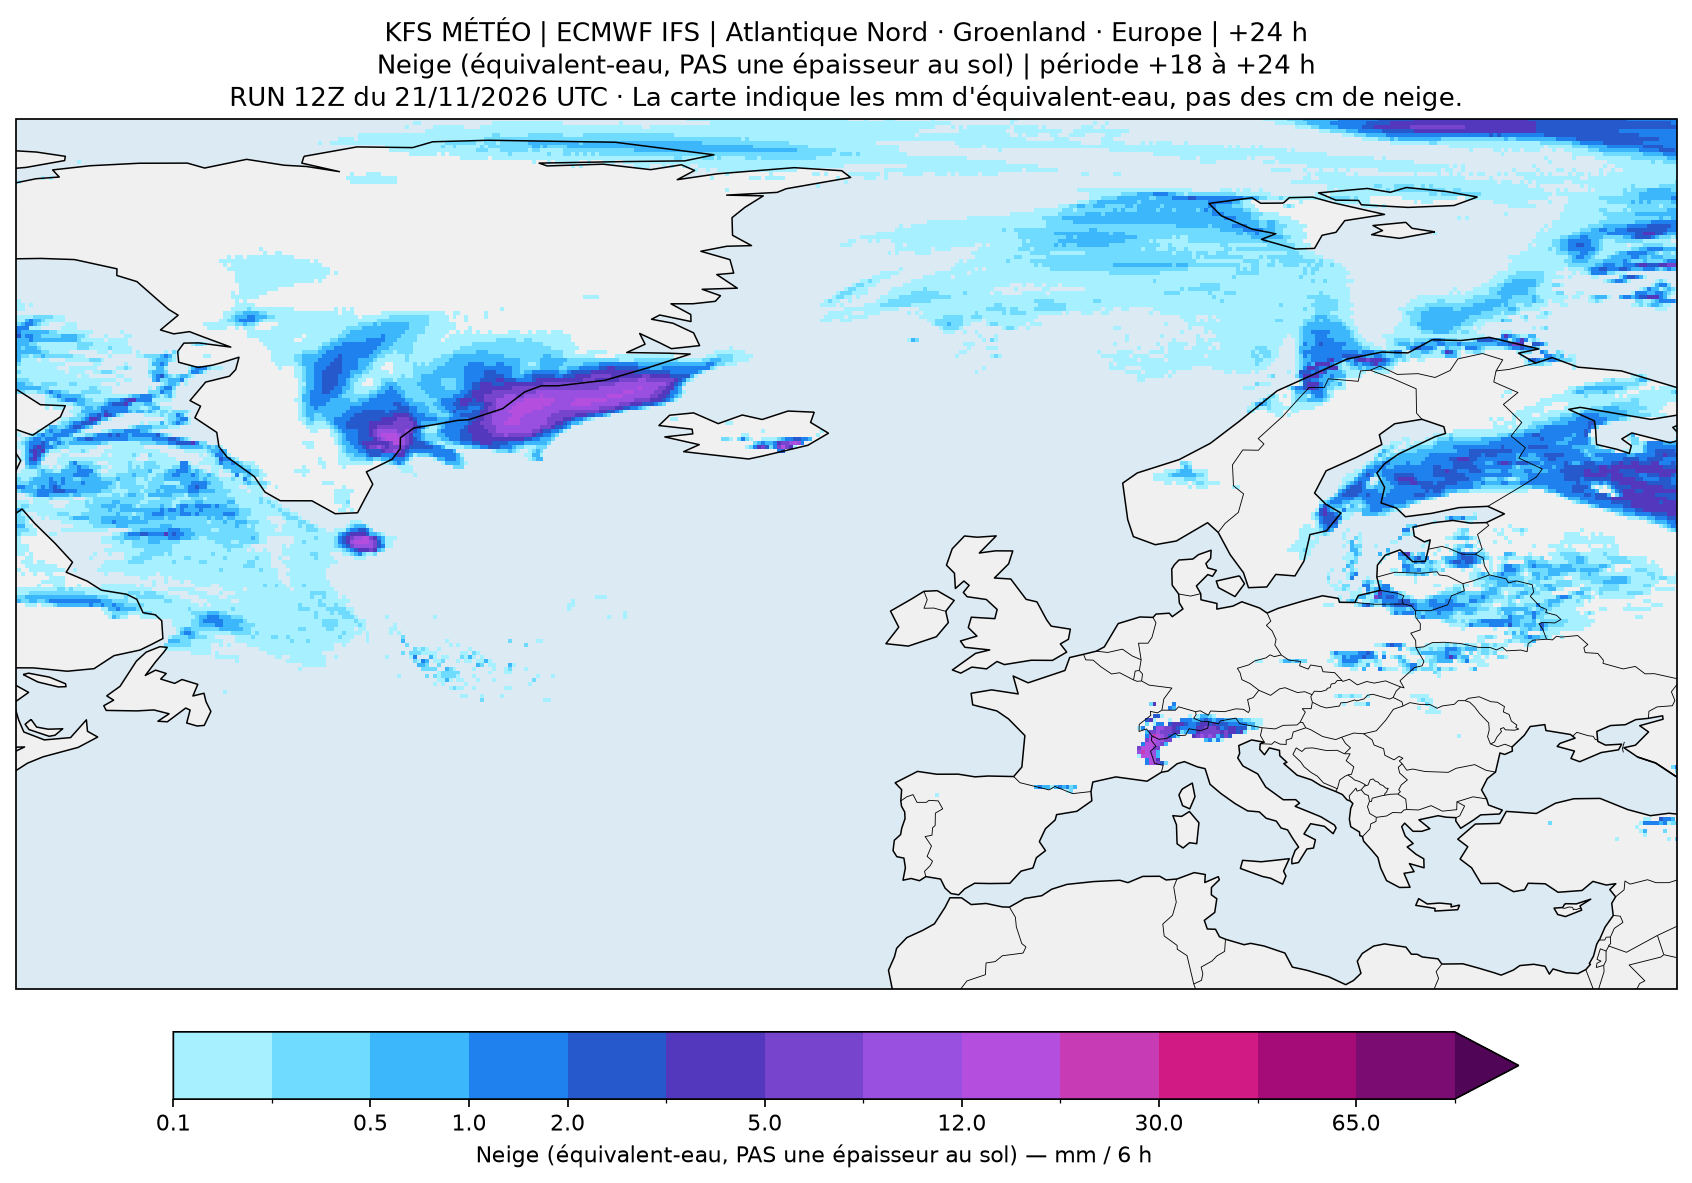 KFS MÉTÉO | ECMWF IFS | Atlantique Nord · Groenland · Europe | +24 h
Neige (équivalent-eau, PAS une épaisseur au sol) | période +18 à +24 h
RUN 12Z du 21/11/2026 UTC · La carte indique les mm d'équivalent-eau, pas des cm de neige.
0.1 0.5 1.0 2.0 5.0 12.0 30.0 65.0
Neige (équivalent-eau, PAS une épaisseur au sol) — mm / 6 h